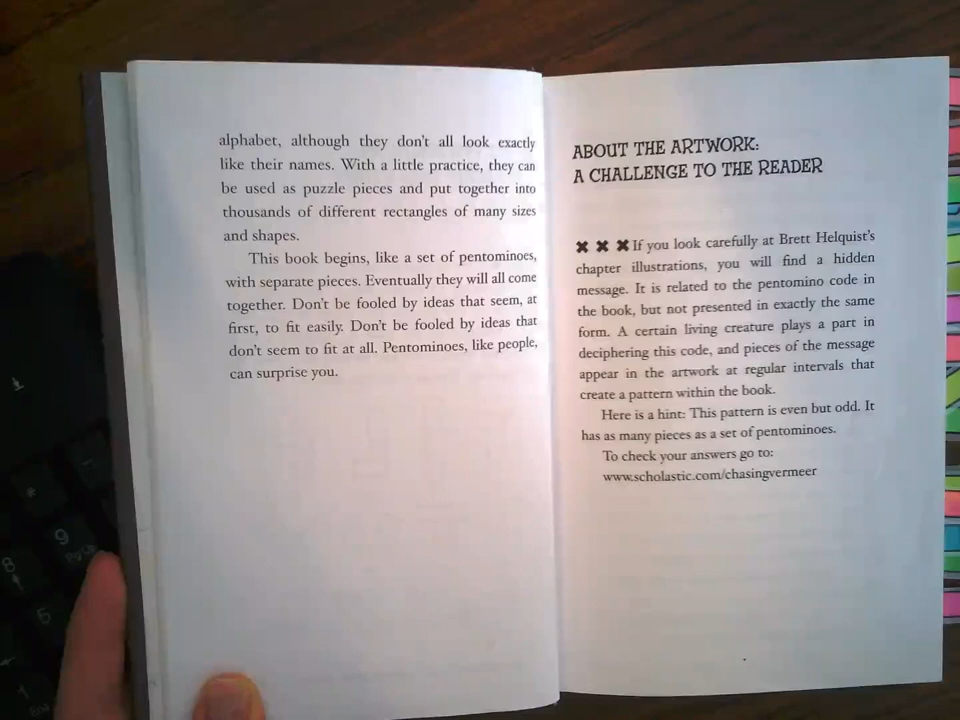 alphabet, although they don't all look exactly
like their names. With a little practice, they can
be used as puzzle pieces and put together into
thousands of different rectangles of many sizes
and shapes.
This book begins, like a set of pentominoes,
with separate pieces. Eventually they will all come
together. Don't be fooled by ideas that seem, at
first, to fit easily. Don't be fooled by ideas that
don't seem to fit at all. Pentominoes, like people,
can surprise you.
ABOUT THE ARTWORK:
A CHALLENGE TO THE READER
✖ ✖ ✖ If you look carefully at Brett Helquist's
chapter illustrations, you will find a hidden
message. It is related to the pentomino code in
the book, but not presented in exactly the same
form. A certain living creature plays a part in
deciphering this code, and pieces of the message
appear in the artwork at regular intervals that
create a pattern within the book.
Here is a hint: This pattern is even but odd. It
has as many pieces as a set of pentominoes.
To check your answers go to:
www.scholastic.com/chasingvermeer
*
9
PgUp
8
5
1
End